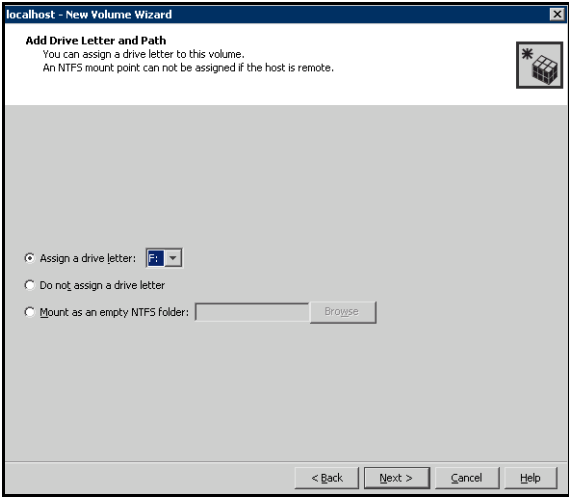 localhost - New Volume Wizard
Add Drive Letter and Path
You can assign a drive letter to this volume.
An NTFS mount point can not be assigned if the host is remote.
Assign a drive letter: F:
Do not assign a drive letter
Mount as an empty NTFS folder: Browse
< Back Next > Cancel Help